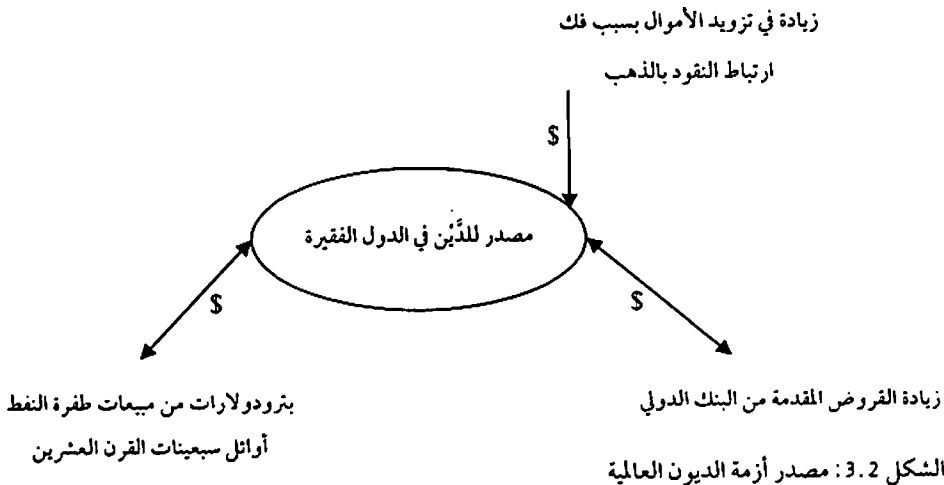 زيادة في تزويد الأموال بسبب فك
ارتباط النقود بالذهب
$
مصدر للدَّيْن في الدول الفقيرة
$
$
زيادة القروض المقدمة من البنك الدولي
بترودولارات من مبيعات طفرة النفط
أوائل سبعينات القرن العشرين
الشكل 3.2: مصدر أزمة الديون العالمية